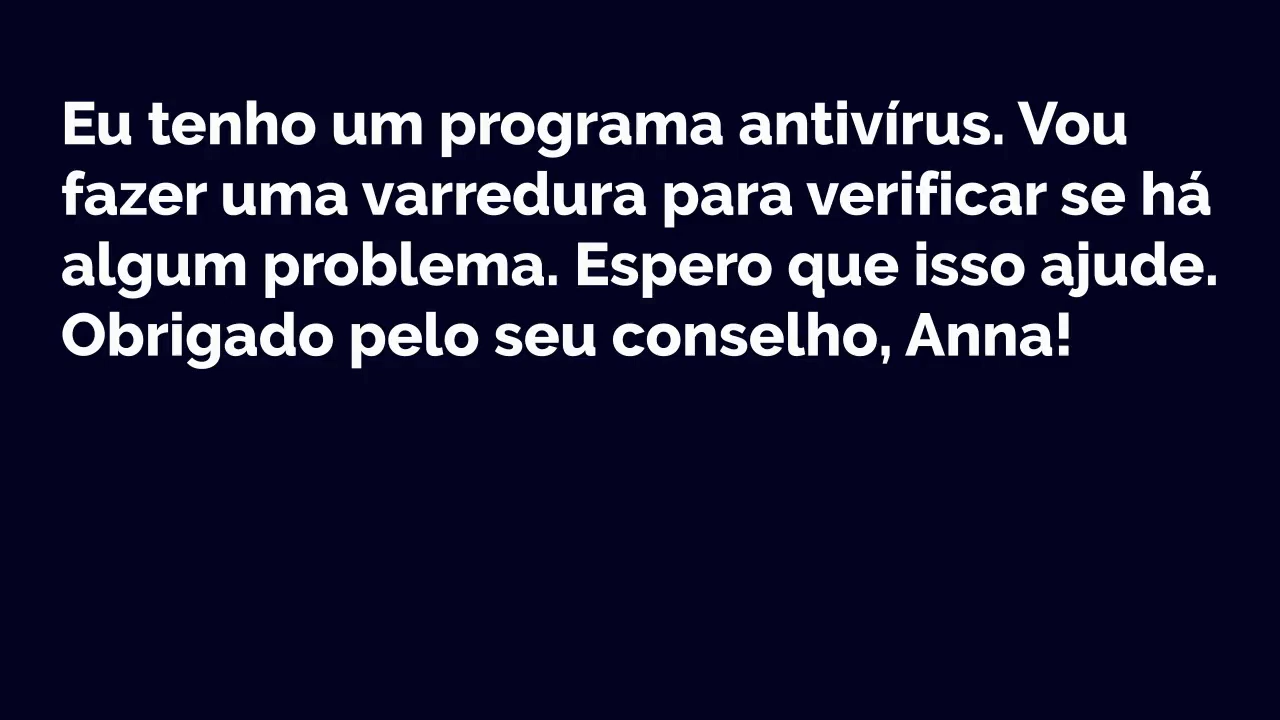 Eu tenho um programa antivírus. Vou
fazer uma varredura para verificar se há
algum problema. Espero que isso ajude.
Obrigado pelo seu conselho, Anna!